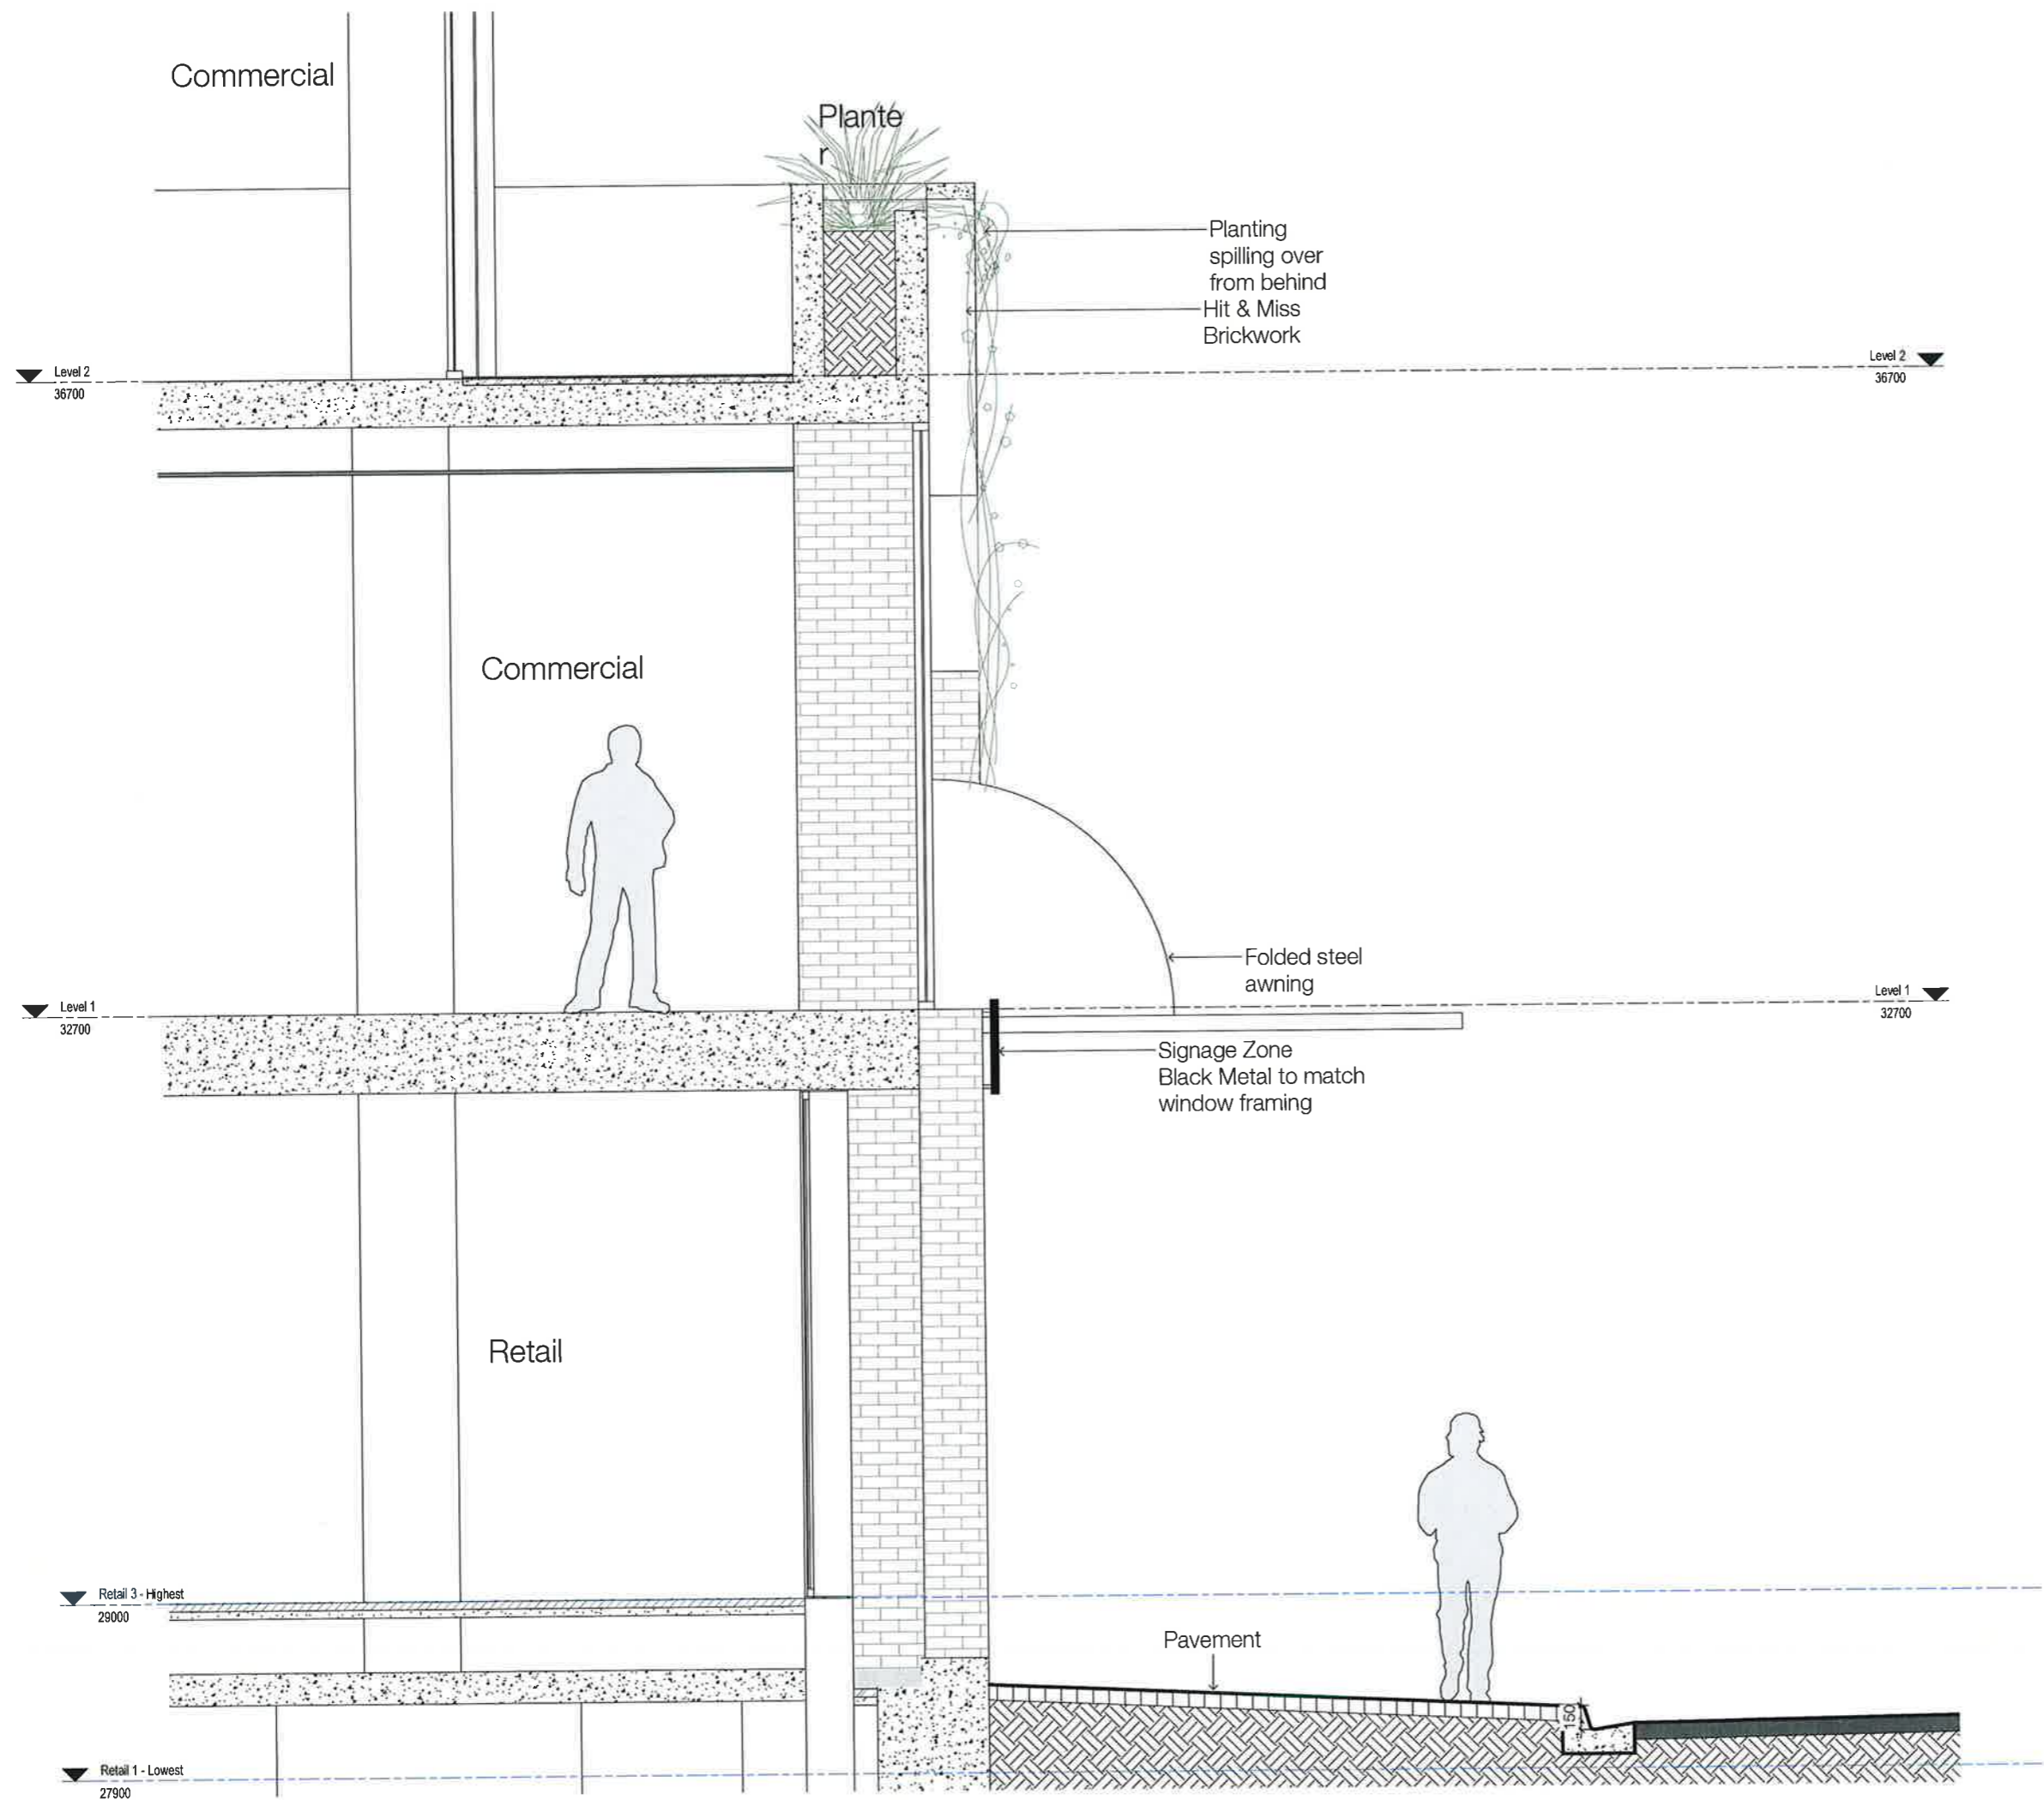 Commercial
Plante
r
Planting
spilling over
from behind
Hit & Miss
Brickwork
Level 2
36700
Level 2
36700
Commercial
Folded steel
awning
Level 1
32700
Level 1
32700
Signage Zone
Black Metal to match
window framing
Retail
Retail 3 - Highest
29000
Pavement
150
Retail 1 - Lowest
27900